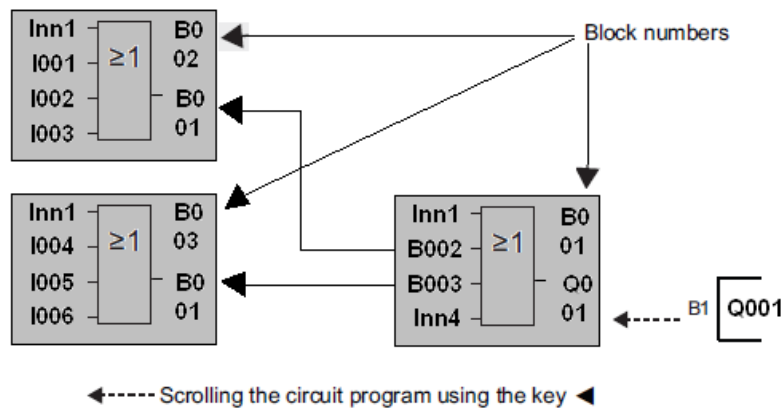 Inn1
I001
I002
I003
≥1
B0
02
B0
01
Block numbers
Inn1
I004
I005
I006
≥1
B0
03
B0
01
Inn1
B002
B003
Inn4
≥1
B0
01
Q0
01
B1
Q001
Scrolling the circuit program using the key ◄